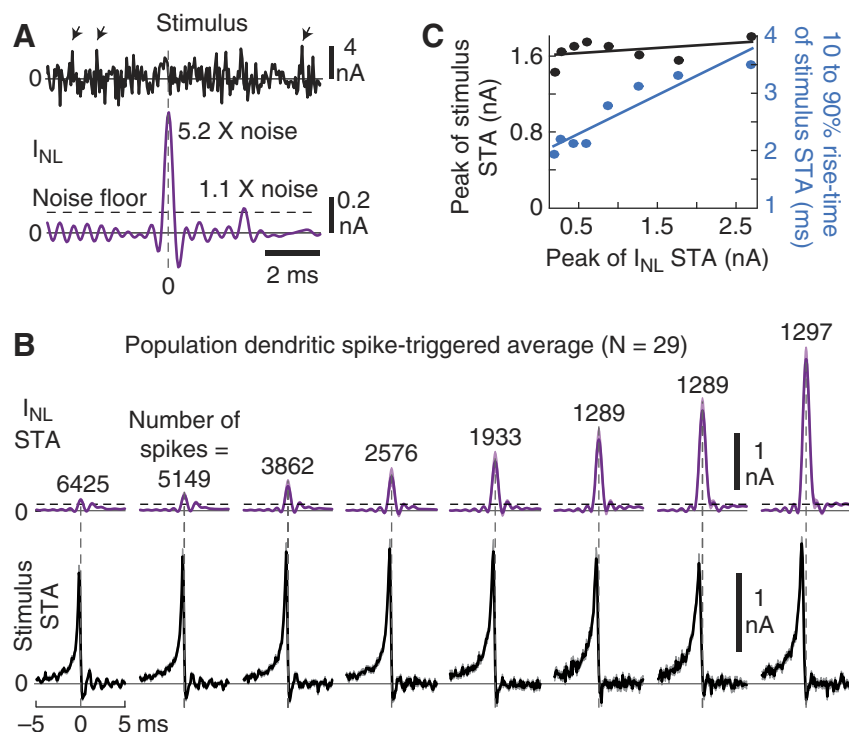 A
Stimulus
4
nA
0
5.2 X noise
I_NL
Noise floor
1.1 X noise
0.2
nA
0
2 ms
0
C
Peak of stimulus
STA (nA)
1.6
0.8
0
4
3
2
1
10 to 90% rise-time
of stimulus STA (ms)
0.5
1.5
2.5
Peak of I_NL STA (nA)
B
Population dendritic spike-triggered average (N = 29)
I_NL
STA
Number of
spikes =
6425
5149
3862
2576
1933
1289
1289
1297
1
nA
0
Stimulus
STA
1
nA
0
–5
0
5 ms